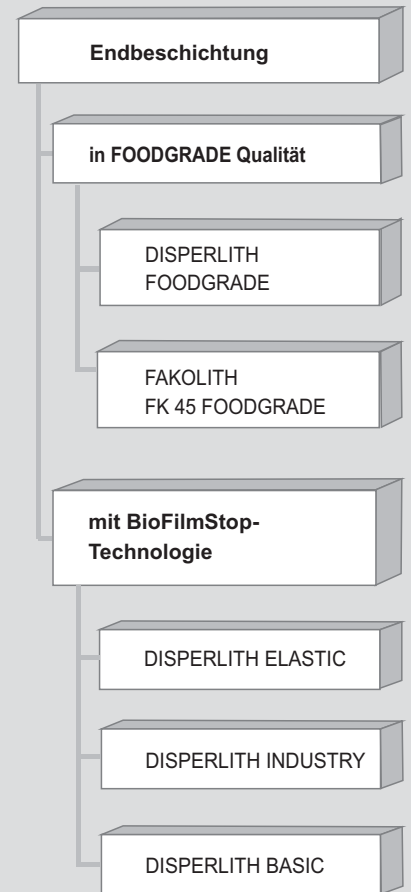 Endbeschichtung
in FOODGRADE Qualität
DISPERLITH
FOODGRADE
FAKOLITH
FK 45 FOODGRADE
mit BioFilmStop-
Technologie
DISPERLITH ELASTIC
DISPERLITH INDUSTRY
DISPERLITH BASIC